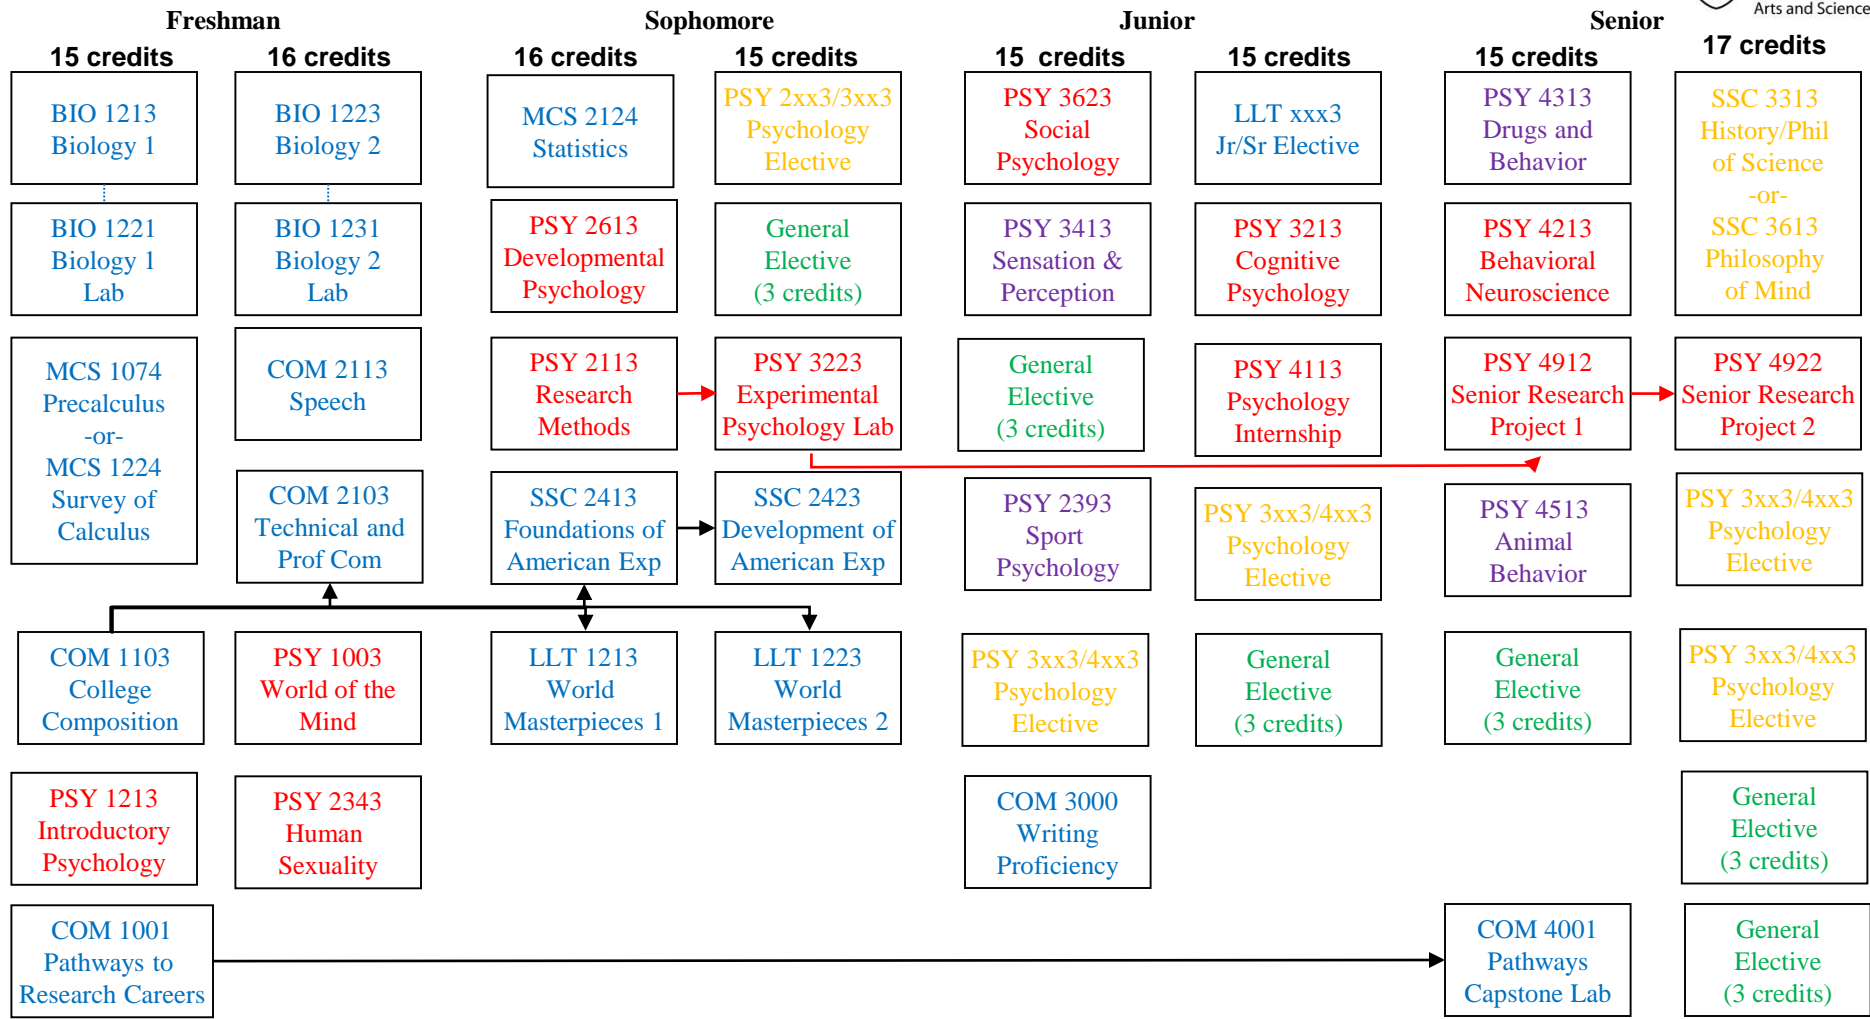 Arts and Science
Freshman
Sophomore
Junior
Senior
15 credits
16 credits
16 credits
15 credits
15 credits
15 credits
15 credits
17 credits
BIO 1213
Biology 1
BIO 1221
Biology 1
Lab
MCS 1074
Precalculus
-or-
MCS 1224
Survey of
Calculus
COM 1103
College
Composition
PSY 1213
Introductory
Psychology
COM 1001
Pathways to
Research Careers
BIO 1223
Biology 2
BIO 1231
Biology 2
Lab
COM 2113
Speech
COM 2103
Technical and
Prof Com
PSY 1003
World of the
Mind
PSY 2343
Human
Sexuality
MCS 2124
Statistics
PSY 2613
Developmental
Psychology
PSY 2113
Research
Methods
SSC 2413
Foundations of
American Exp
LLT 1213
World
Masterpieces 1
PSY 2xx3/3xx3
Psychology
Elective
General
Elective
(3 credits)
PSY 3223
Experimental
Psychology Lab
SSC 2423
Development of
American Exp
LLT 1223
World
Masterpieces 2
PSY 3623
Social
Psychology
PSY 3413
Sensation &
Perception
General
Elective
(3 credits)
PSY 2393
Sport
Psychology
PSY 3xx3/4xx3
Psychology
Elective
COM 3000
Writing
Proficiency
LLT xxx3
Jr/Sr Elective
PSY 3213
Cognitive
Psychology
PSY 4113
Psychology
Internship
PSY 3xx3/4xx3
Psychology
Elective
General
Elective
(3 credits)
PSY 4313
Drugs and
Behavior
PSY 4213
Behavioral
Neuroscience
PSY 4912
Senior Research
Project 1
PSY 4513
Animal
Behavior
General
Elective
(3 credits)
COM 4001
Pathways
Capstone Lab
SSC 3313
History/Phil
of Science
-or-
SSC 3613
Philosophy
of Mind
PSY 4922
Senior Research
Project 2
PSY 3xx3/4xx3
Psychology
Elective
PSY 3xx3/4xx3
Psychology
Elective
General
Elective
(3 credits)
General
Elective
(3 credits)